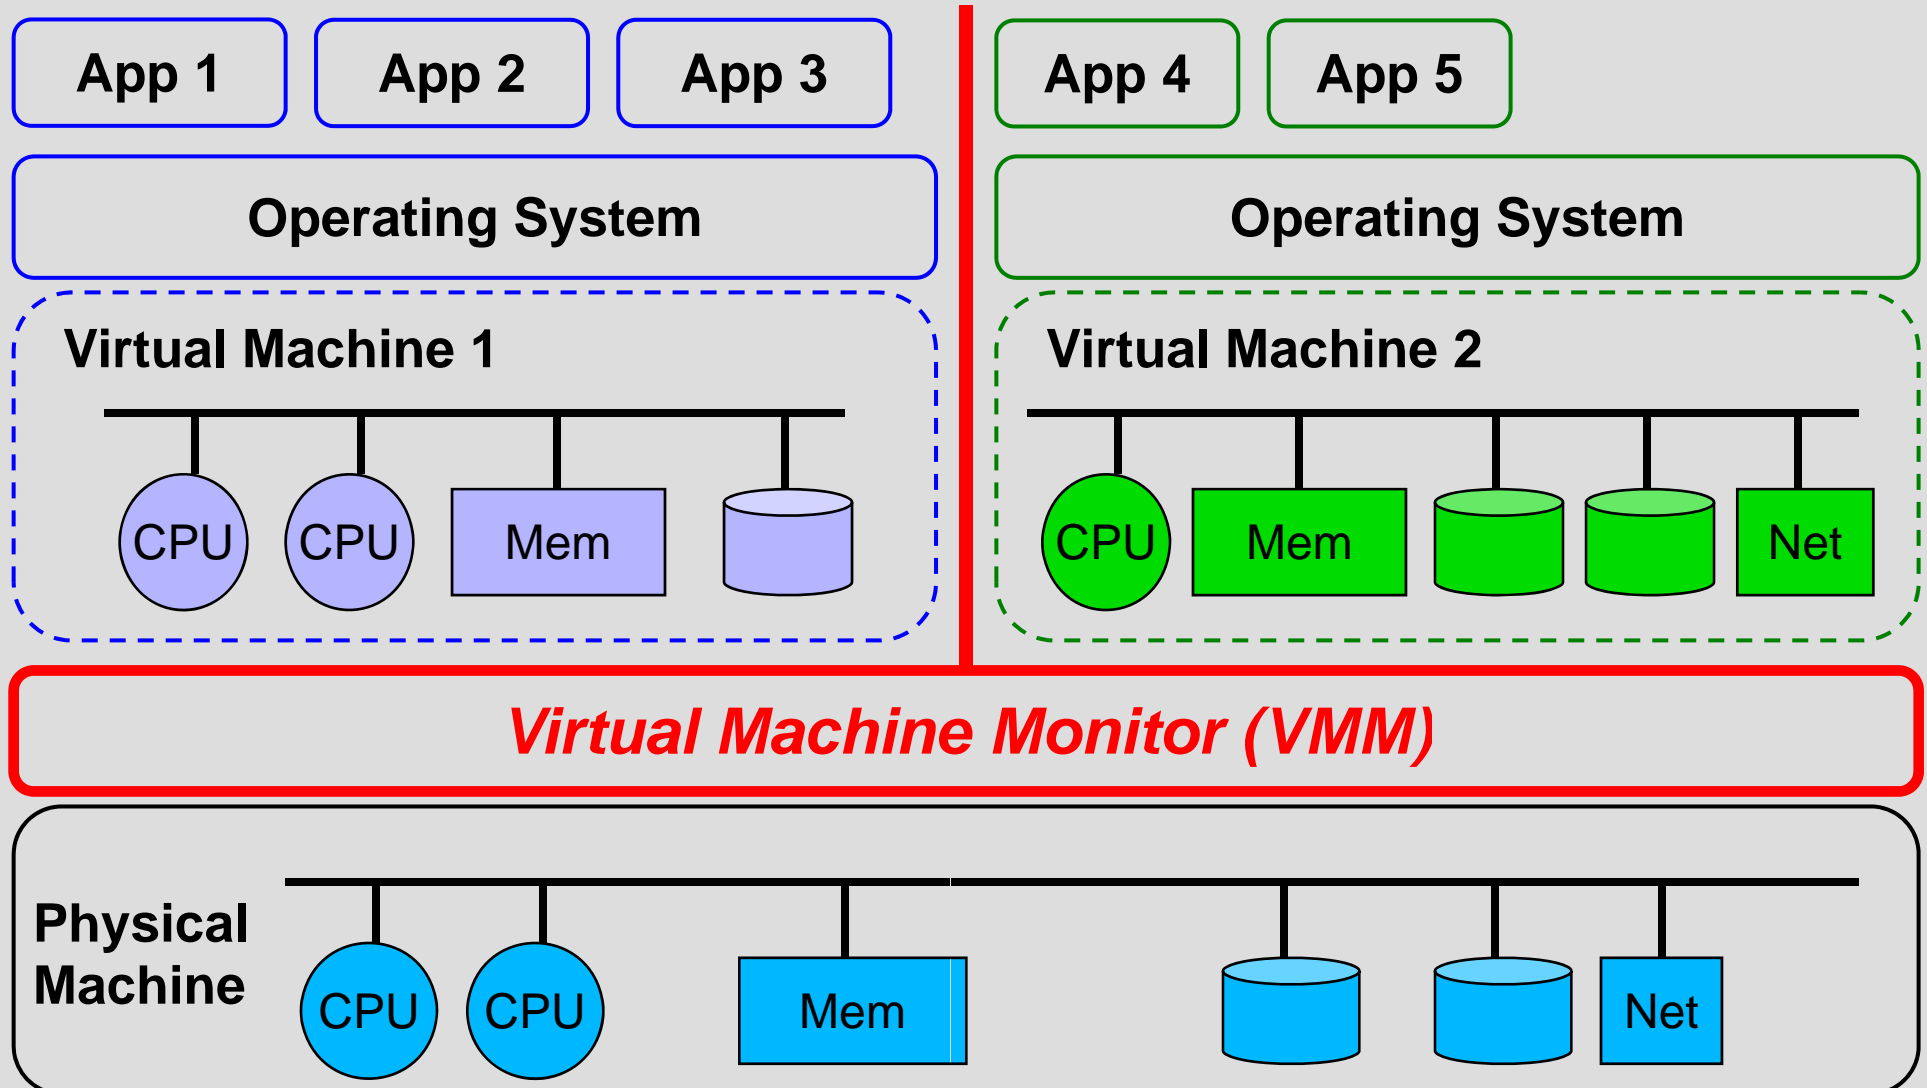 App 1
App 2
App 3
App 4
App 5
Operating System
Operating System
Virtual Machine 1
Virtual Machine 2
CPU
CPU
Mem
CPU
Mem
Net
Virtual Machine Monitor (VMM)
Physical
Machine
CPU
CPU
Mem
Net